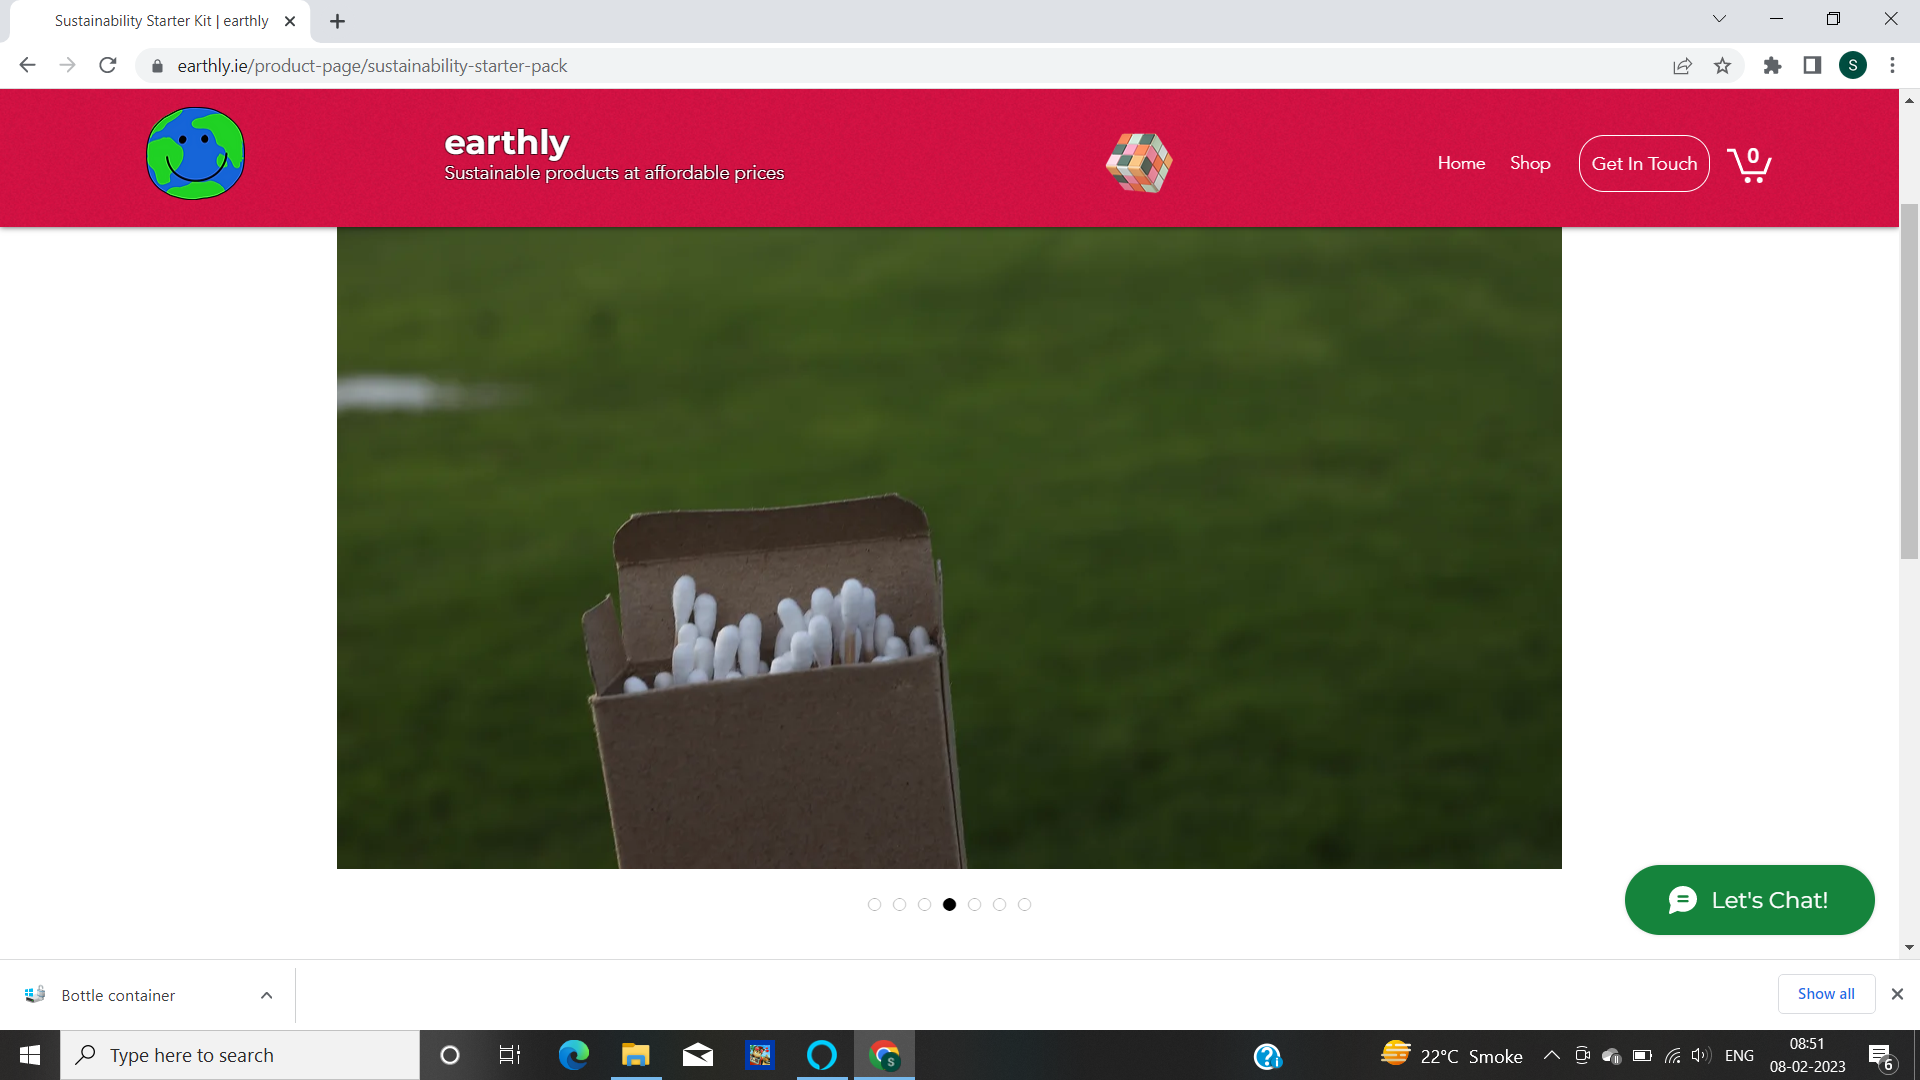 Sustainability Starter Kit | earthly
earthly.ie/product-page/sustainability-starter-pack
S
earthly
Sustainable products at affordable prices
Home
Shop
Get In Touch
0
Let's Chat!
Bottle container
Show all
Type here to search
S
22°C Smoke
ENG
08:51
08-02-2023
6